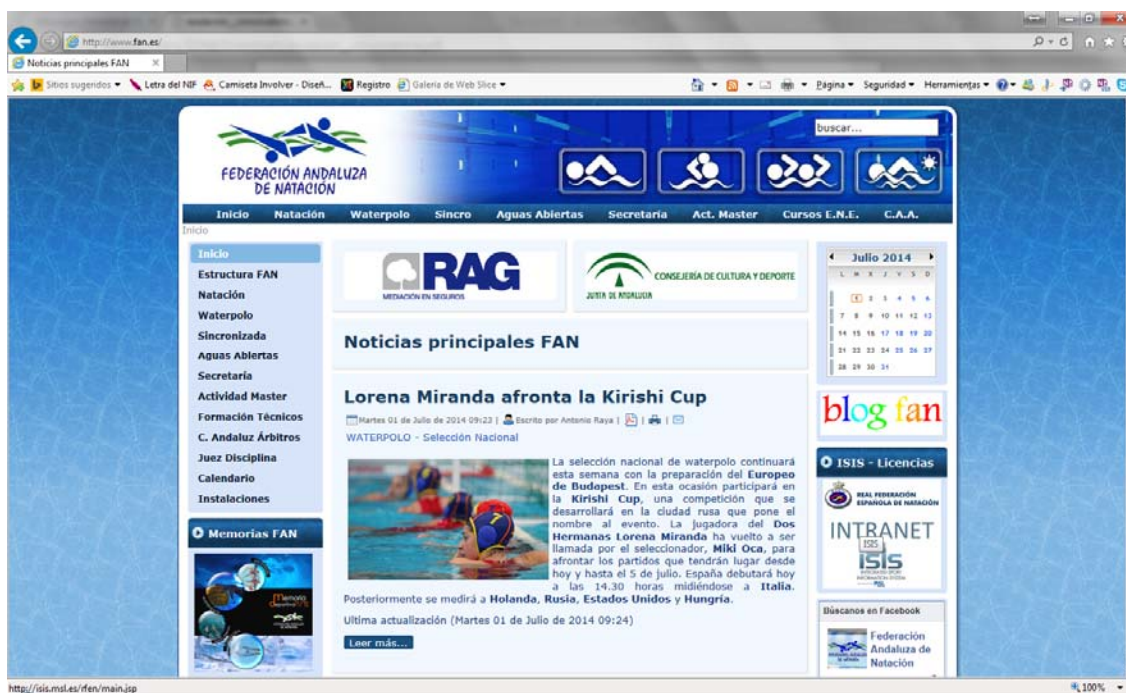 http://www.fan.es/
Noticias principales FAN
Sitios sugeridos
Letra del NIF
Camiseta Involver - Diseñ...
Registro
Galería de Web Slice
Página
Seguridad
Herramientas
FEDERACIÓN ANDALUZA
DE NATACIÓN
buscar...
Inicio Natación Waterpolo Sincro Aguas Abiertas Secretaría Act. Master Cursos E.N.E. C.A.A.
Inicio
Inicio
Estructura FAN
Natación
Waterpolo
Sincronizada
Aguas Abiertas
Secretaría
Actividad Master
Formación Técnicos
C. Andaluz Árbitros
Juez Disciplina
Calendario
Instalaciones
Memorias FAN
Memoria
RAG
MEDIACIÓN EN SEGUROS
JUNTA DE ANDALUCIA
CONSEJERÍA DE CULTURA Y DEPORTE
Noticias principales FAN
Lorena Miranda afronta la Kirishi Cup
Martes 01 de Julio de 2014 09:23 | Escrito por Antonio Raya |
WATERPOLO - Selección Nacional
La selección nacional de waterpolo continuará
esta semana con la preparación del Europeo
de Budapest. En esta ocasión participará en
la Kirishi Cup, una competición que se
desarrollará en la ciudad rusa que pone el
nombre al evento. La jugadora del Dos
Hermanas Lorena Miranda ha vuelto a ser
llamada por el seleccionador, Miki Oca, para
afrontar los partidos que tendrán lugar desde
hoy y hasta el 5 de julio. España debutará hoy
a las 14.30 horas midiéndose a Italia.
Posteriormente se medirá a Holanda, Rusia, Estados Unidos y Hungría.
Ultima actualización (Martes 01 de Julio de 2014 09:24)
Leer más...
Julio 2014
L M X J V S D
1 2 3 4 5 6
7 8 9 10 11 12 13
14 15 16 17 18 19 20
21 22 23 24 25 26 27
28 29 30 31
blog fan
ISIS - Licencias
REAL FEDERACIÓN
ESPAÑOLA DE NATACIÓN
INTRANET
ISIS
ISIS
Búscanos en Facebook
Federación
Andaluza de
Natación
http://isis.msl.es/rfen/main.jsp
100%